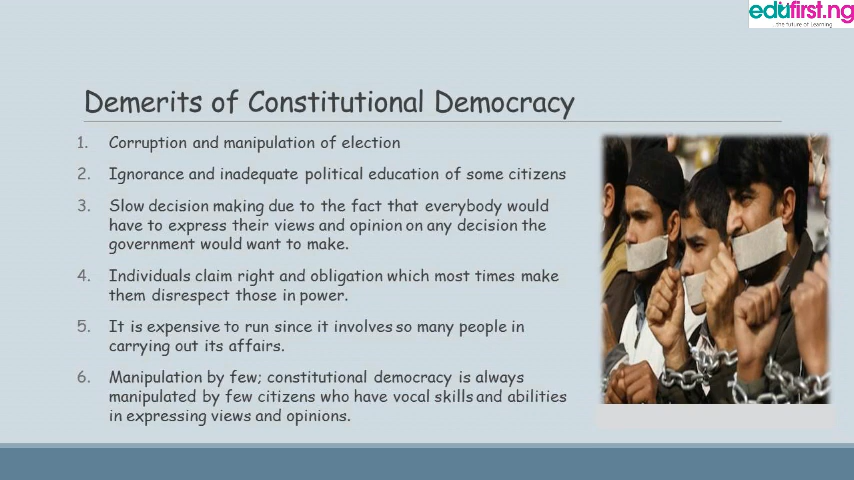 edufirst.ng
the future of learning
Demerits of Constitutional Democracy
1. Corruption and manipulation of election
2. Ignorance and inadequate political education of some citizens
3. Slow decision making due to the fact that everybody would
have to express their views and opinion on any decision the
government would want to make.
4. Individuals claim right and obligation which most times make
them disrespect those in power.
5. It is expensive to run since it involves so many people in
carrying out its affairs.
6. Manipulation by few; constitutional democracy is always
manipulated by few citizens who have vocal skills and abilities
in expressing views and opinions.